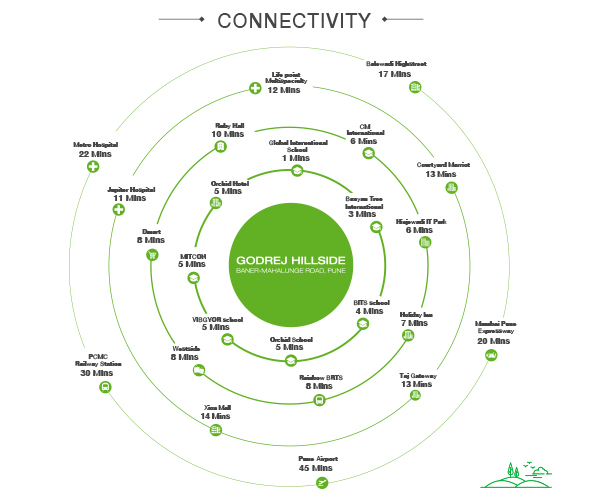 CONNECTIVITY
Balewadi Highstreet
17 Mins
Life point
Multispecialty
12 Mins
Ruby Hall
10 Mins
CM
International
6 Mins
Metro Hospital
22 Mins
Global International
School
1 Mins
Courtyard Marriot
13 Mins
Jupiter Hospital
11 Mins
Orchid Hotel
5 Mins
Banyan Tree
International
3 Mins
Dmart
8 Mins
Hinjewadi IT Park
6 Mins
MITCON
5 Mins
GODREJ HILLSIDE
BANER-MAHALUNGE ROAD, PUNE
BITS school
4 Mins
VIBGYOR school
5 Mins
Holiday Inn
7 Mins
Mumbai Pune
Expressway
20 Mins
Orchid School
5 Mins
Westside
8 Mins
PCMC
Railway Station
30 Mins
Rainbow BRTS
8 Mins
Taj Gateway
13 Mins
Xion Mall
14 Mins
Pune Airport
45 Mins